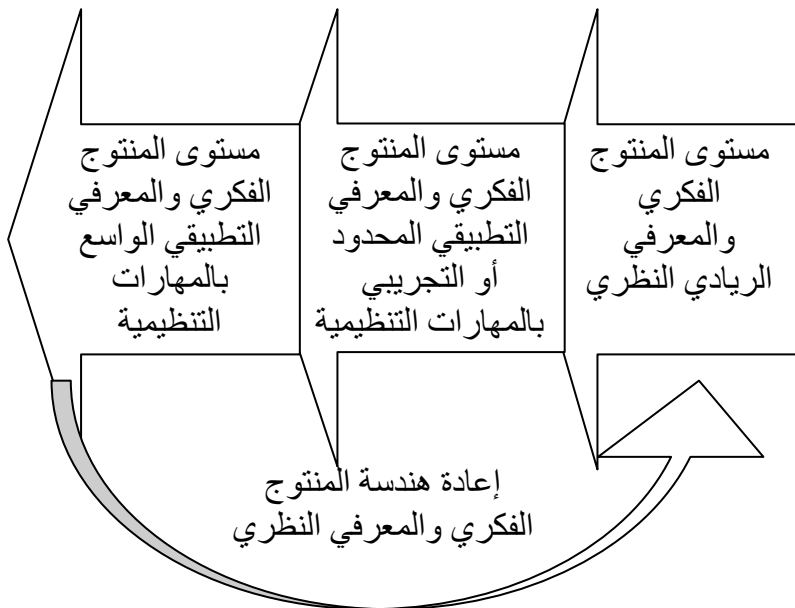 مستوى المنتوج
الفكري
والمعرفي
الريادي النظري
مستوى المنتوج
الفكري والمعرفي
التطبيقي المحدود
أو التجريبي
بالمهارات التنظيمية
مستوى المنتوج
الفكري والمعرفي
التطبيقي الواسع
بالمهارات
التنظيمية
إعادة هندسة المنتوج
الفكري والمعرفي النظري